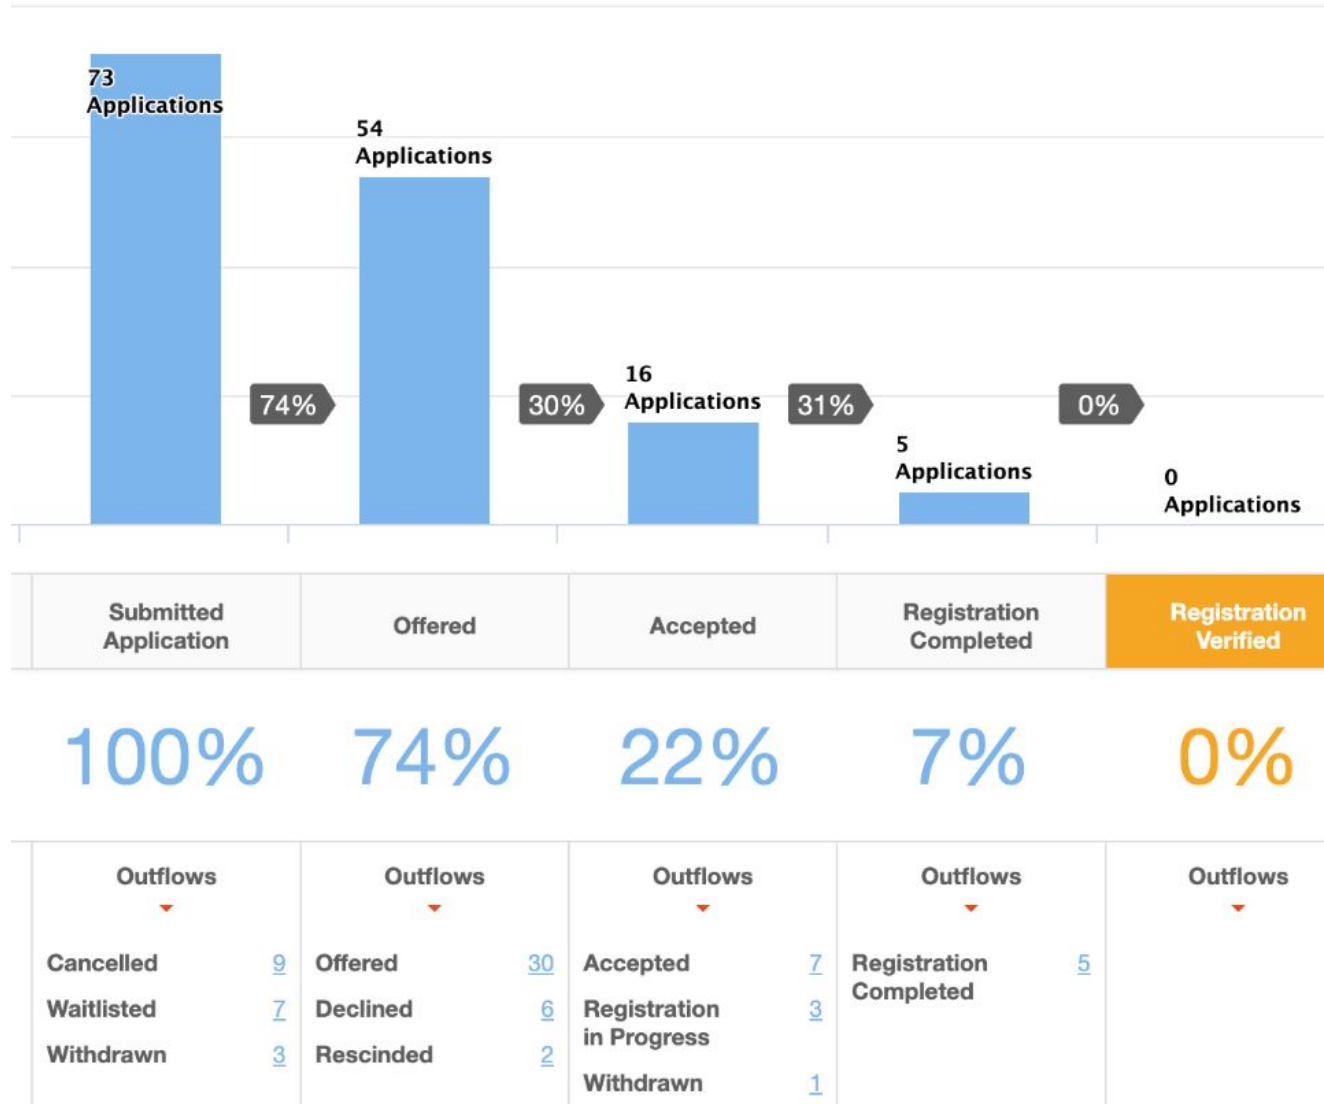 73
Applications
54
Applications
74%
30%
16
Applications
31%
5
Applications
0%
0
Applications
Submitted
Application
Offered
Accepted
Registration
Completed
Registration
Verified
100%
74%
22%
7%
0%
Outflows
Cancelled 9
Waitlisted 7
Withdrawn 3
Outflows
Offered 30
Declined 6
Rescinded 2
Outflows
Accepted 7
Registration 3
in Progress
Withdrawn 1
Outflows
Registration 5
Completed
Outflows